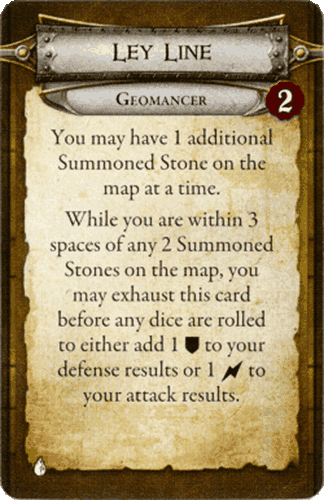 Ley Line
Geomancer
2
You may have 1 additional
Summoned Stone on the
map at a time.
While you are within 3
spaces of any 2 Summoned
Stones on the map, you
may exhaust this card
before any dice are rolled
to either add 1 to your
defense results or 1 to
your attack results.